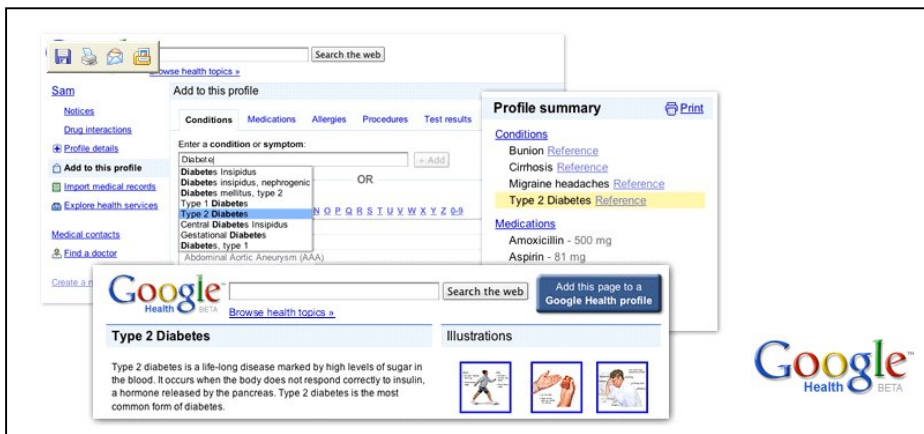 Search the web
Browse health topics »
Sam
Notices
Drug interactions
Profile details
Add to this profile
Import medical records
Explore health services
Medical contacts
Find a doctor
Create a
Add to this profile
Conditions Medications Allergies Procedures Test results
Enter a condition or symptom:
Diabete
+ Add
Diabetes Insipidus
Diabetes insipidus, nephrogenic
Diabetes mellitus, type 2
Type 1 Diabetes
Type 2 Diabetes
Central Diabetes Insipidus
Gestational Diabetes
Diabetes, type 1
OR
N O P Q R S T U V W X Y Z 0-9
Abdominal Aortic Aneurysm (AAA)
Profile summary Print
Conditions
Bunion Reference
Cirrhosis Reference
Migraine headaches Reference
Type 2 Diabetes Reference
Medications
Amoxicillin - 500 mg
Aspirin - 81 mg
Google™
Health BETA
Search the web
Browse health topics »
Add this page to a
Google Health profile
Type 2 Diabetes
Type 2 diabetes is a life-long disease marked by high levels of sugar in
the blood. It occurs when the body does not respond correctly to insulin,
a hormone released by the pancreas. Type 2 diabetes is the most
common form of diabetes.
Illustrations
Google™
Health BETA